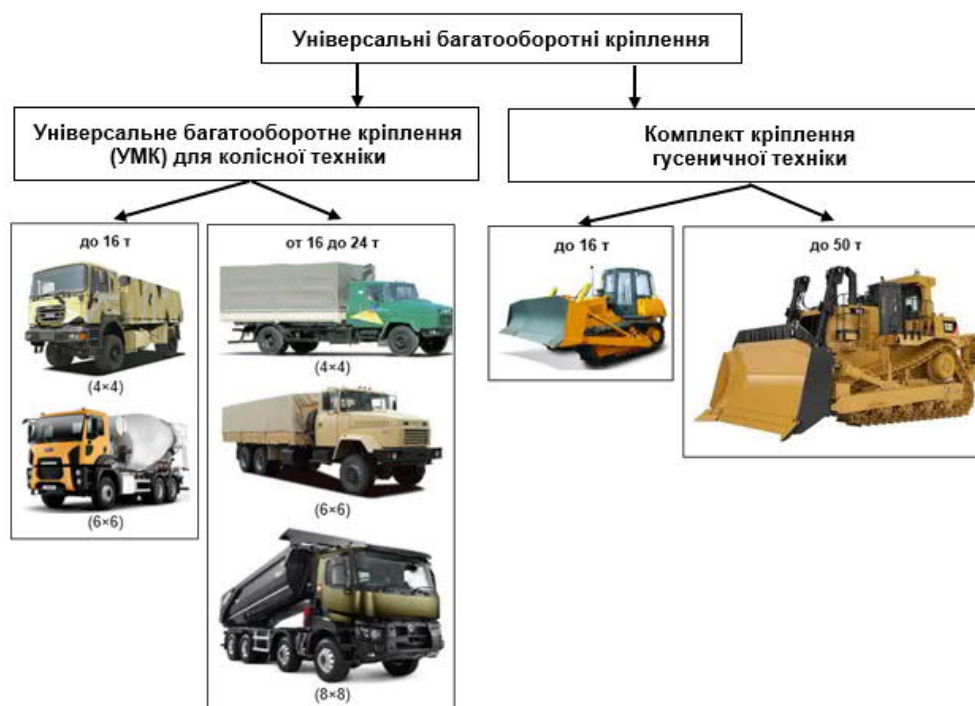 Універсальні багатооборотні кріплення
Універсальне багатооборотне кріплення
(УМК) для колісної техніки
Комплект кріплення
гусеничної техніки
до 16 т
(4×4)
(6×6)
от 16 до 24 т
(4×4)
(6×6)
(8×8)
до 16 т
до 50 т